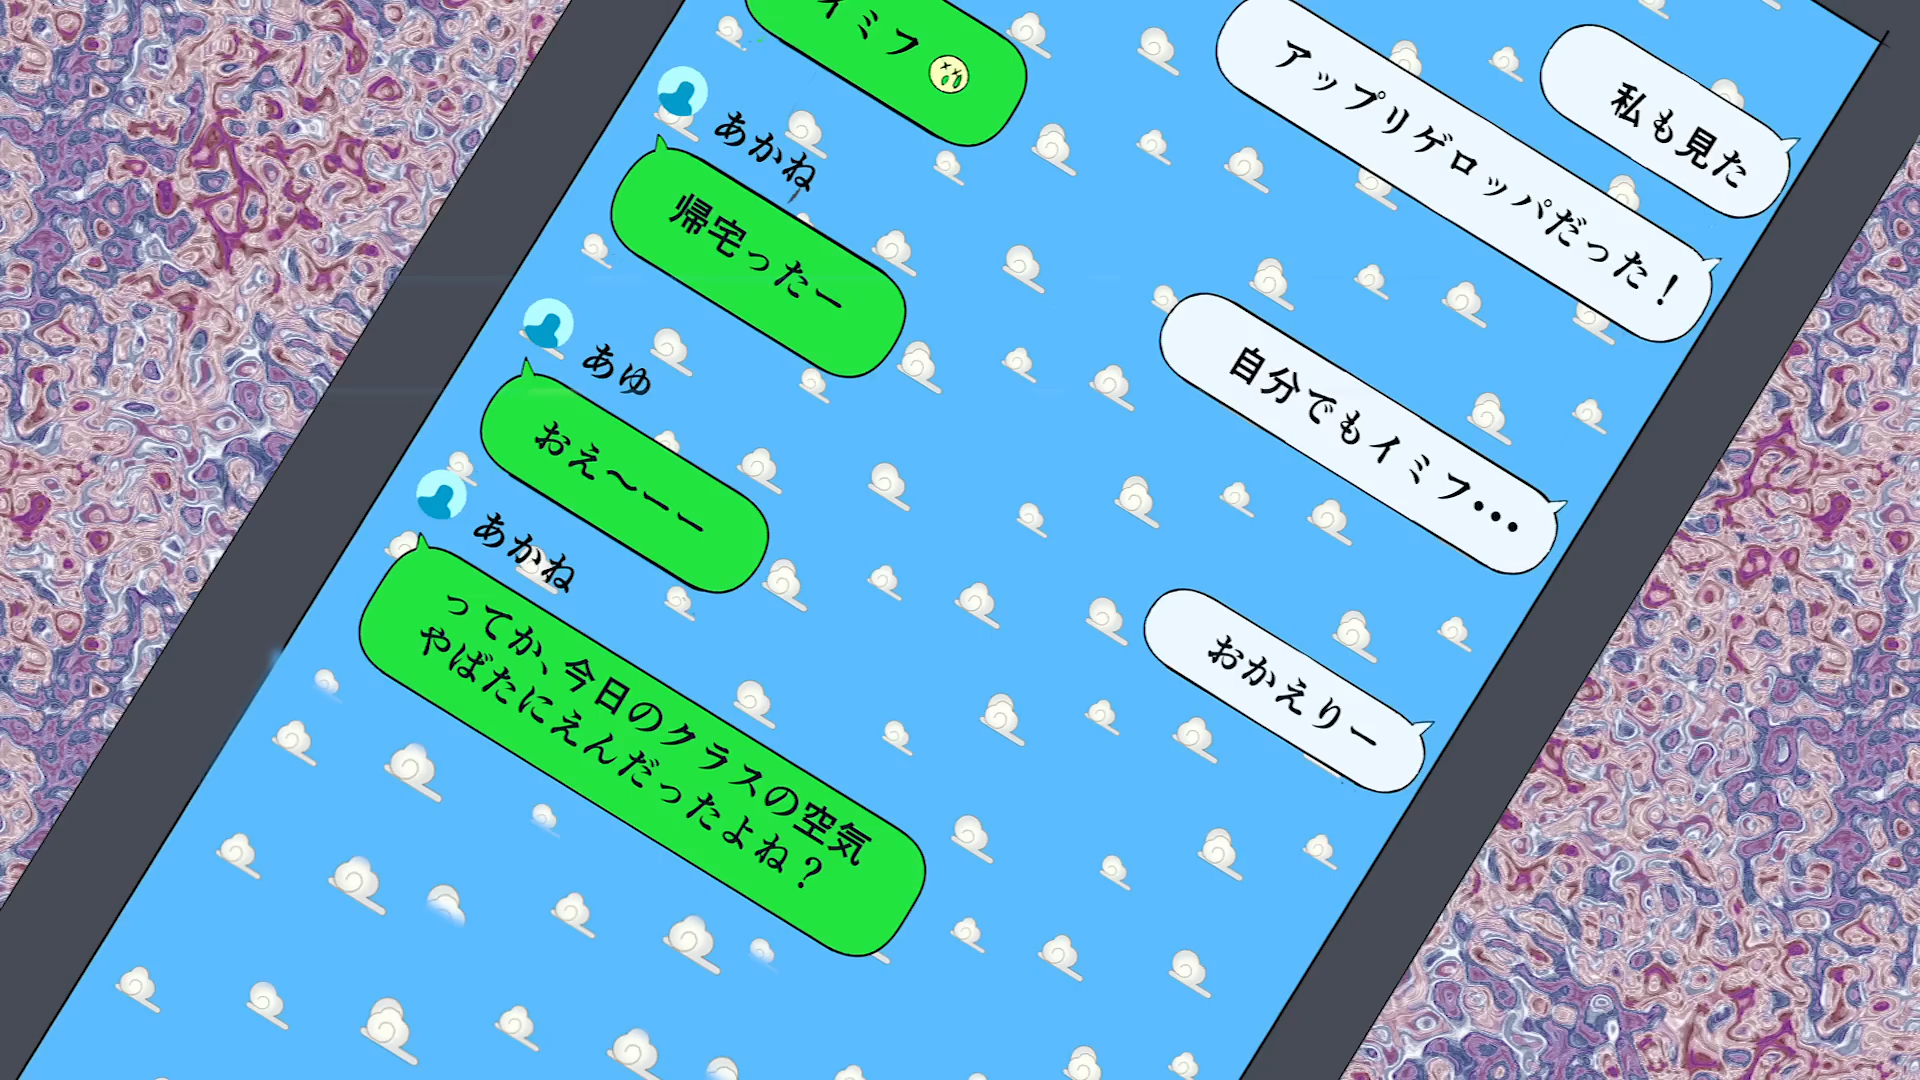 私も見た
アップリゲロッパだった！
イミフ
自分でもイミフ・・・
あかね
帰宅ったー
あゆ
おえ〜ーー
おかえりー
あかね
ってか、今日のクラスの空気
やばたにえんだったよね？